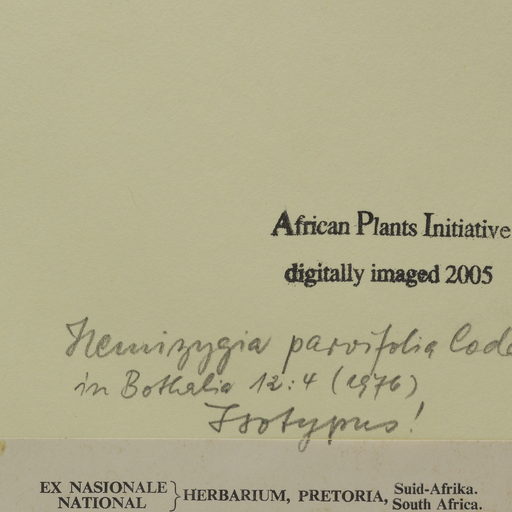 African Plants Initiative
digitally imaged 2005
Hemizygia parvifolia Codd
in Bothalia 12:4 (1976)
Isotypus!
EX NASIONALE
NATIONAL } HERBARIUM, PRETORIA, Suid-Afrika.
South Africa.